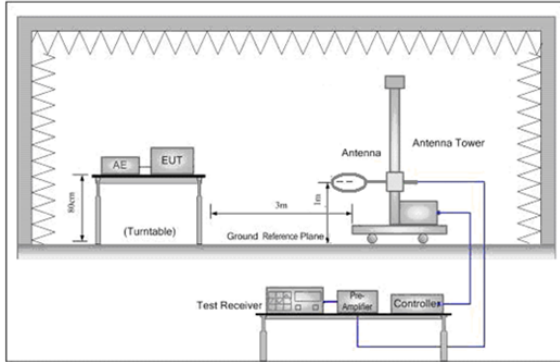 AE
EUT
Antenna
Antenna Tower
80cm
(Turntable)
3m
1m
Ground Reference Plane
Test Receiver
Pre-
Amplifier
Controller